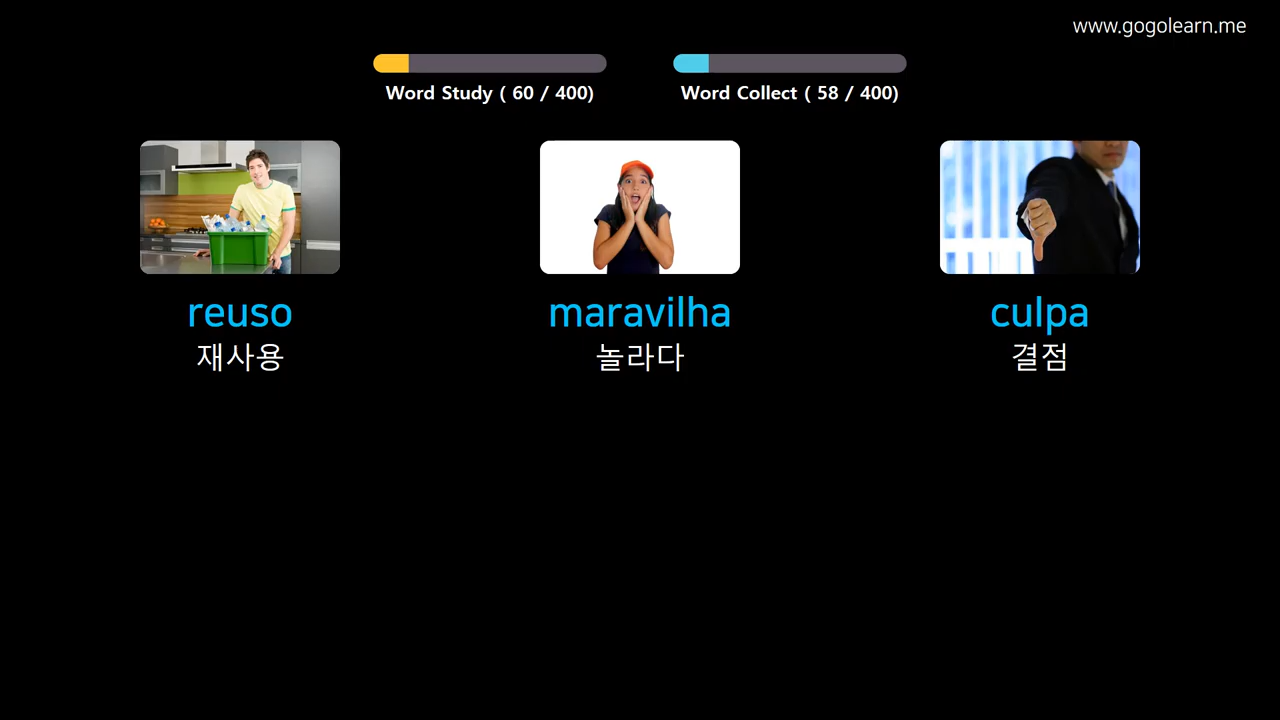 www.gogolearn.me
Word Study ( 60 / 400)
Word Collect ( 58 / 400)
reuso
maravilha
culpa
재사용
놀라다
결점